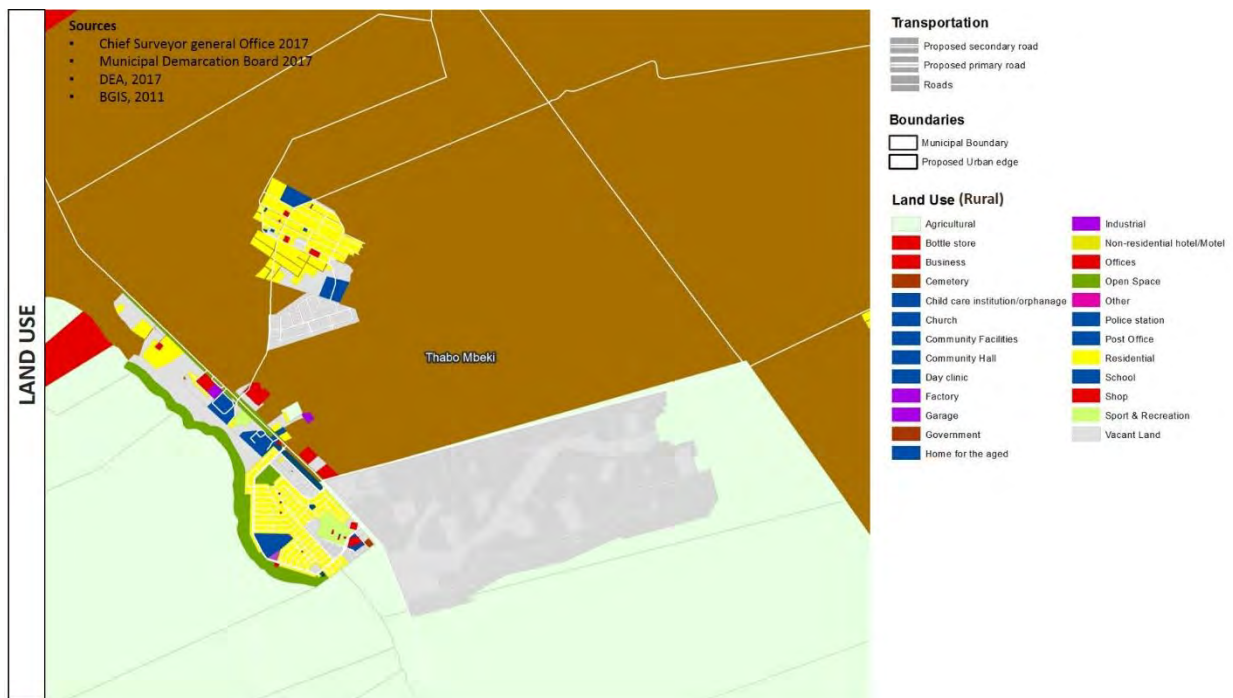 LAND USE
Sources
• Chief Surveyor general Office 2017
• Municipal Demarcation Board 2017
• DEA, 2017
• BGIS, 2011
Thabo Mbeki
Transportation
Proposed secondary road
Proposed primary road
Roads
Boundaries
Municipal Boundary
Proposed Urban edge
Land Use (Rural)
Agricultural
Bottle store
Business
Cemetery
Child care institution/orphanage
Church
Community Facilities
Community Hall
Day clinic
Factory
Garage
Government
Home for the aged
Industrial
Non-residential hotel/Motel
Offices
Open Space
Other
Police station
Post Office
Residential
School
Shop
Sport & Recreation
Vacant Land